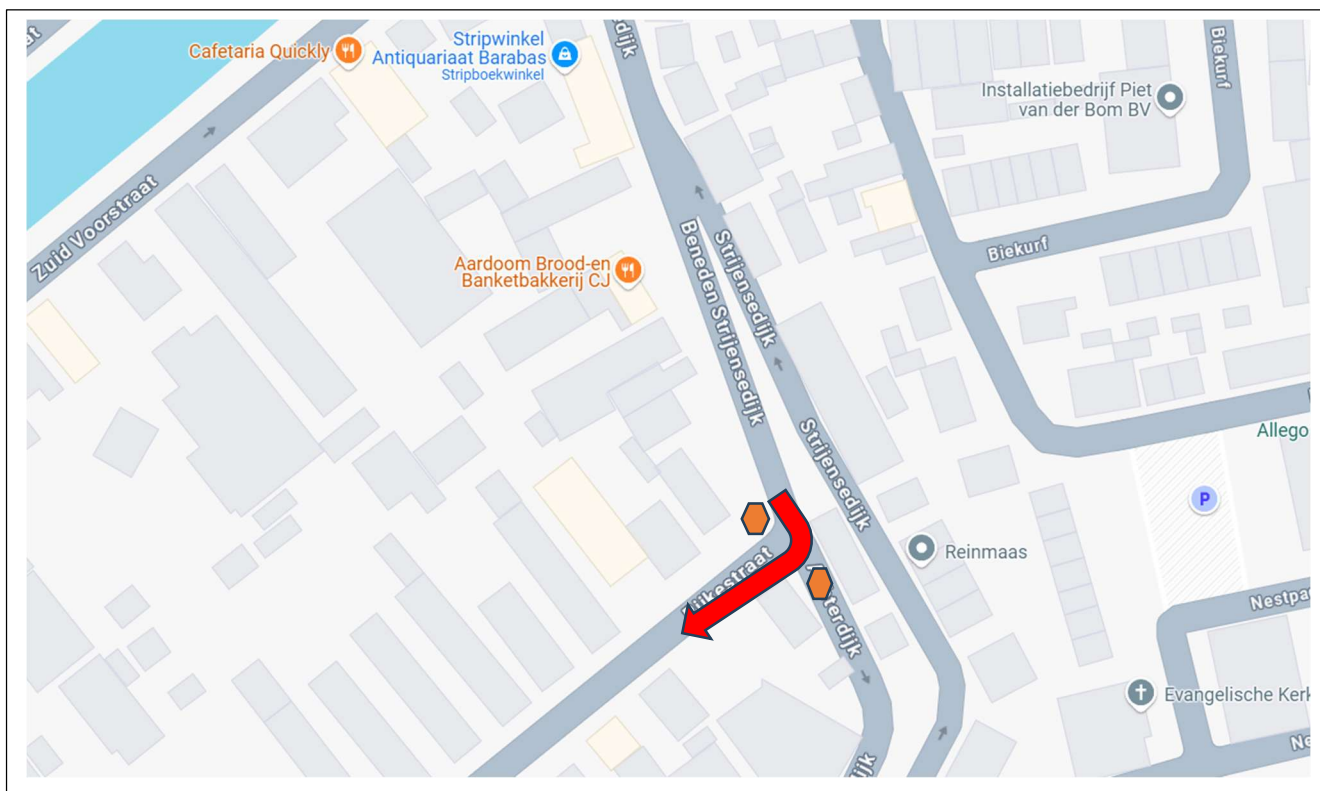 Cafetaria Quickly
Stripwinkel
Antiquariaat Barabas
Stripboekwinkel
Installatiebedrijf Piet
van der Bom BV
Biekurf
Zuid Voorstraat
Biekurf
Aardoom Brood-en
Banketbakkerij CJ
Beneden Strijensedijk
Strijensedijk
Strijensedijk
Allego
P
Reinmaas
Nestpa
Evangelische Kerk
Ne